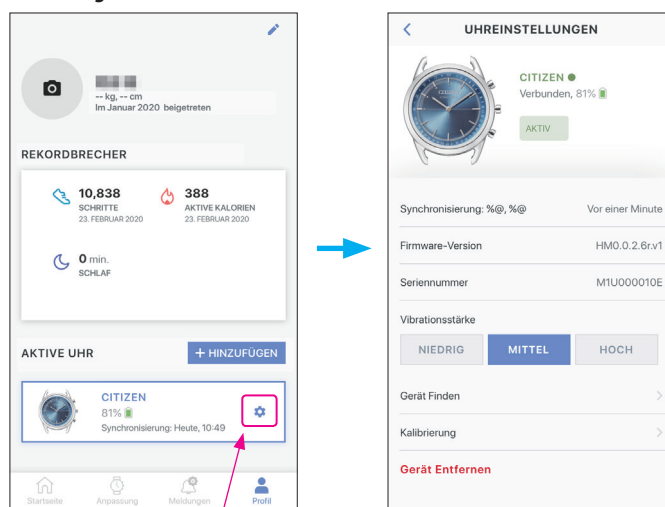 -- kg, -- cm
Im Januar 2020 beigetreten
REKORDBRECHER
10,838
SCHRITTE
23. FEBRUAR 2020
388
AKTIVE KALORIEN
23. FEBRUAR 2020
0 min.
SCHLAF
AKTIVE UHR
+ HINZUFÜGEN
CITIZEN
81%
Synchronisierung: Heute, 10:49
Startseite
Anpassung
Meldungen
Profil
UHREINSTELLUNGEN
CITIZEN
Verbunden, 81%
AKTIV
Synchronisierung: %@, %@ Vor einer Minute
Firmware-Version HM0.0.2.6r.v1
Seriennummer M1U000010E
Vibrationsstärke
NIEDRIG MITTEL HOCH
Gerät Finden
Kalibrierung
Gerät Entfernen